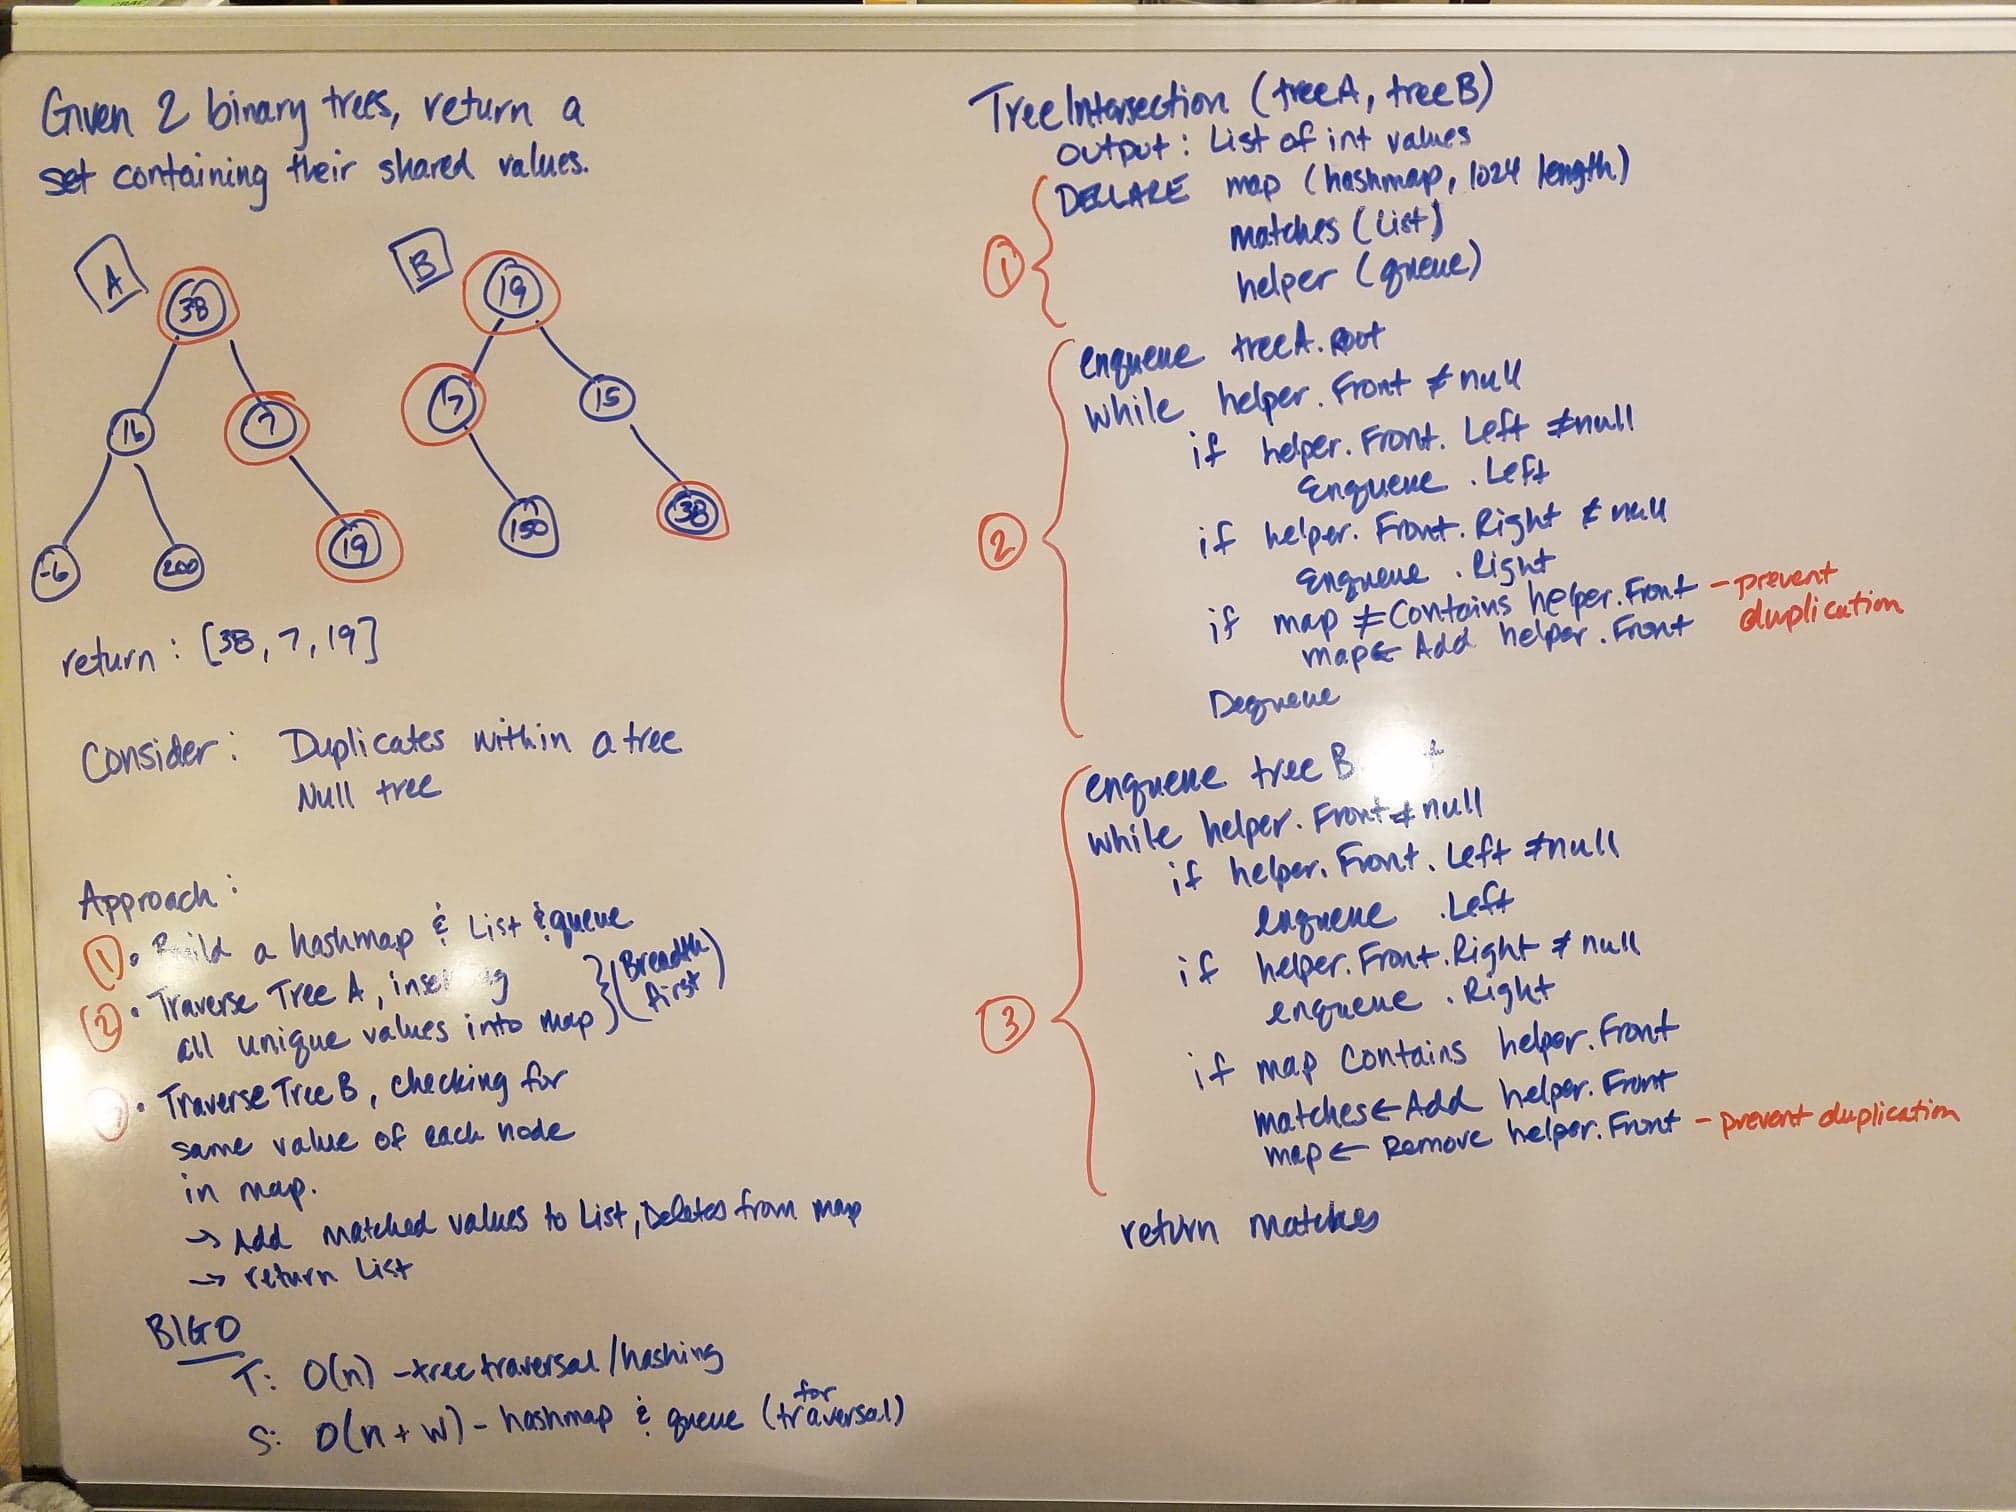 Given 2 binary trees, return a
set containing their shared values.
A
38
16
7
-6
200
19
B
19
7
15
150
38
return : [38, 7, 19]
Consider : Duplicates within a tree
Null tree
Approach :
① • Build a hashmap & List & queue
② • Traverse Tree A, inserting
all unique values into map } (Breadth first)
③ • Traverse Tree B, checking for
same value of each node
in map.
→ Add matched values to List, Deletes from map
→ return List
BIGO
T: O(n) - tree traversal / hashing
S: O(n + w) - hashmap & queue (for traversal)
TreeIntersection (treeA, treeB)
output : List of int values
①
DECLARE map (hashmap, 1024 length)
matches (List)
helper (queue)
②
enqueue treeA.Root
while helper.Front ≠ null
if helper.Front.Left ≠ null
Enqueue .Left
if helper.Front.Right ≠ null
Enqueue .Right
if map ≠ Contains helper.Front - prevent
duplication
map ← Add helper.Front
Dequeue
③
enqueue tree B
while helper.Front ≠ null
if helper.Front.Left ≠ null
enqueue .Left
if helper.Front.Right ≠ null
enqueue .Right
if map Contains helper.Front
matches ← Add helper.Front
map ← Remove helper.Front - prevent duplication
return matches